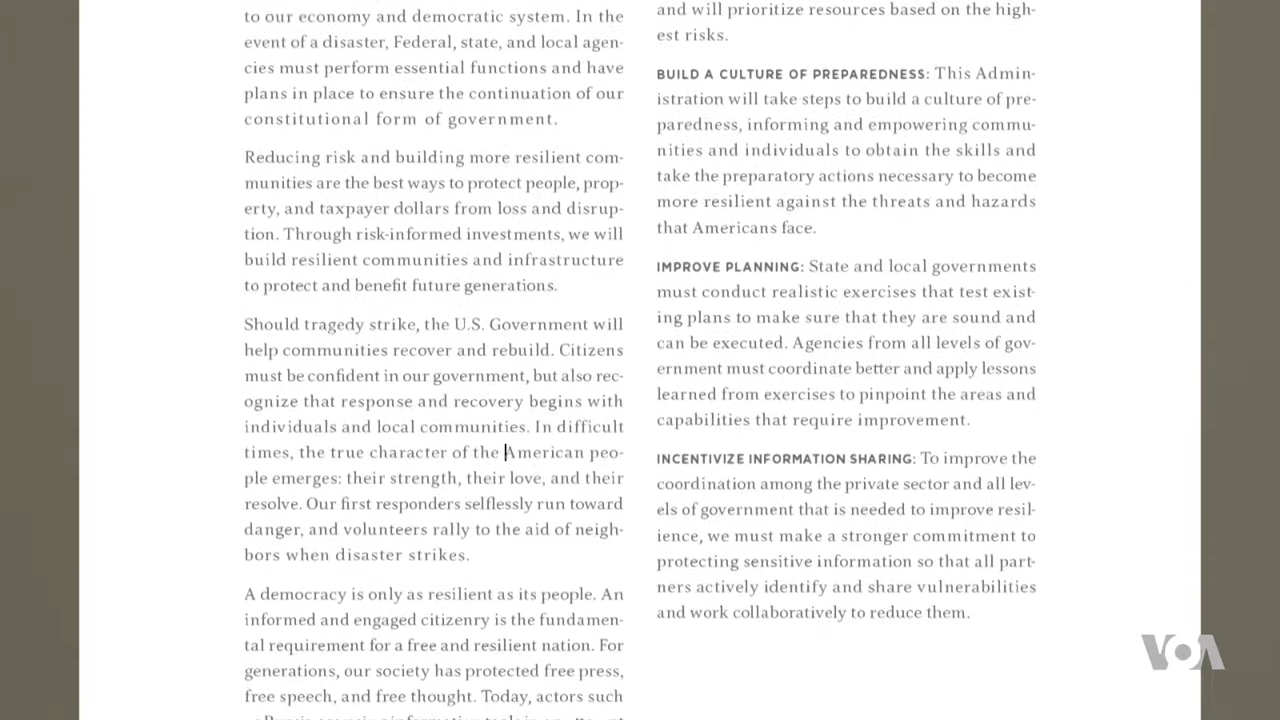 to our economy and democratic system. In the
event of a disaster, Federal, state, and local agen-
cies must perform essential functions and have
plans in place to ensure the continuation of our
constitutional form of government.
Reducing risk and building more resilient com-
munities are the best ways to protect people, prop-
erty, and taxpayer dollars from loss and disrup-
tion. Through risk-informed investments, we will
build resilient communities and infrastructure
to protect and benefit future generations.
Should tragedy strike, the U.S. Government will
help communities recover and rebuild. Citizens
must be confident in our government, but also rec-
ognize that response and recovery begins with
individuals and local communities. In difficult
times, the true character of the American peo-
ple emerges: their strength, their love, and their
resolve. Our first responders selflessly run toward
danger, and volunteers rally to the aid of neigh-
bors when disaster strikes.
A democracy is only as resilient as its people. An
informed and engaged citizenry is the fundamen-
tal requirement for a free and resilient nation. For
generations, our society has protected free press,
free speech, and free thought. Today, actors such
and will prioritize resources based on the high-
est risks.
BUILD A CULTURE OF PREPAREDNESS: This Admin-
istration will take steps to build a culture of pre-
paredness, informing and empowering commu-
nities and individuals to obtain the skills and
take the preparatory actions necessary to become
more resilient against the threats and hazards
that Americans face.
IMPROVE PLANNING: State and local governments
must conduct realistic exercises that test exist-
ing plans to make sure that they are sound and
can be executed. Agencies from all levels of gov-
ernment must coordinate better and apply lessons
learned from exercises to pinpoint the areas and
capabilities that require improvement.
INCENTIVIZE INFORMATION SHARING: To improve the
coordination among the private sector and all lev-
els of government that is needed to improve resil-
ience, we must make a stronger commitment to
protecting sensitive information so that all part-
ners actively identify and share vulnerabilities
and work collaboratively to reduce them.
VOA